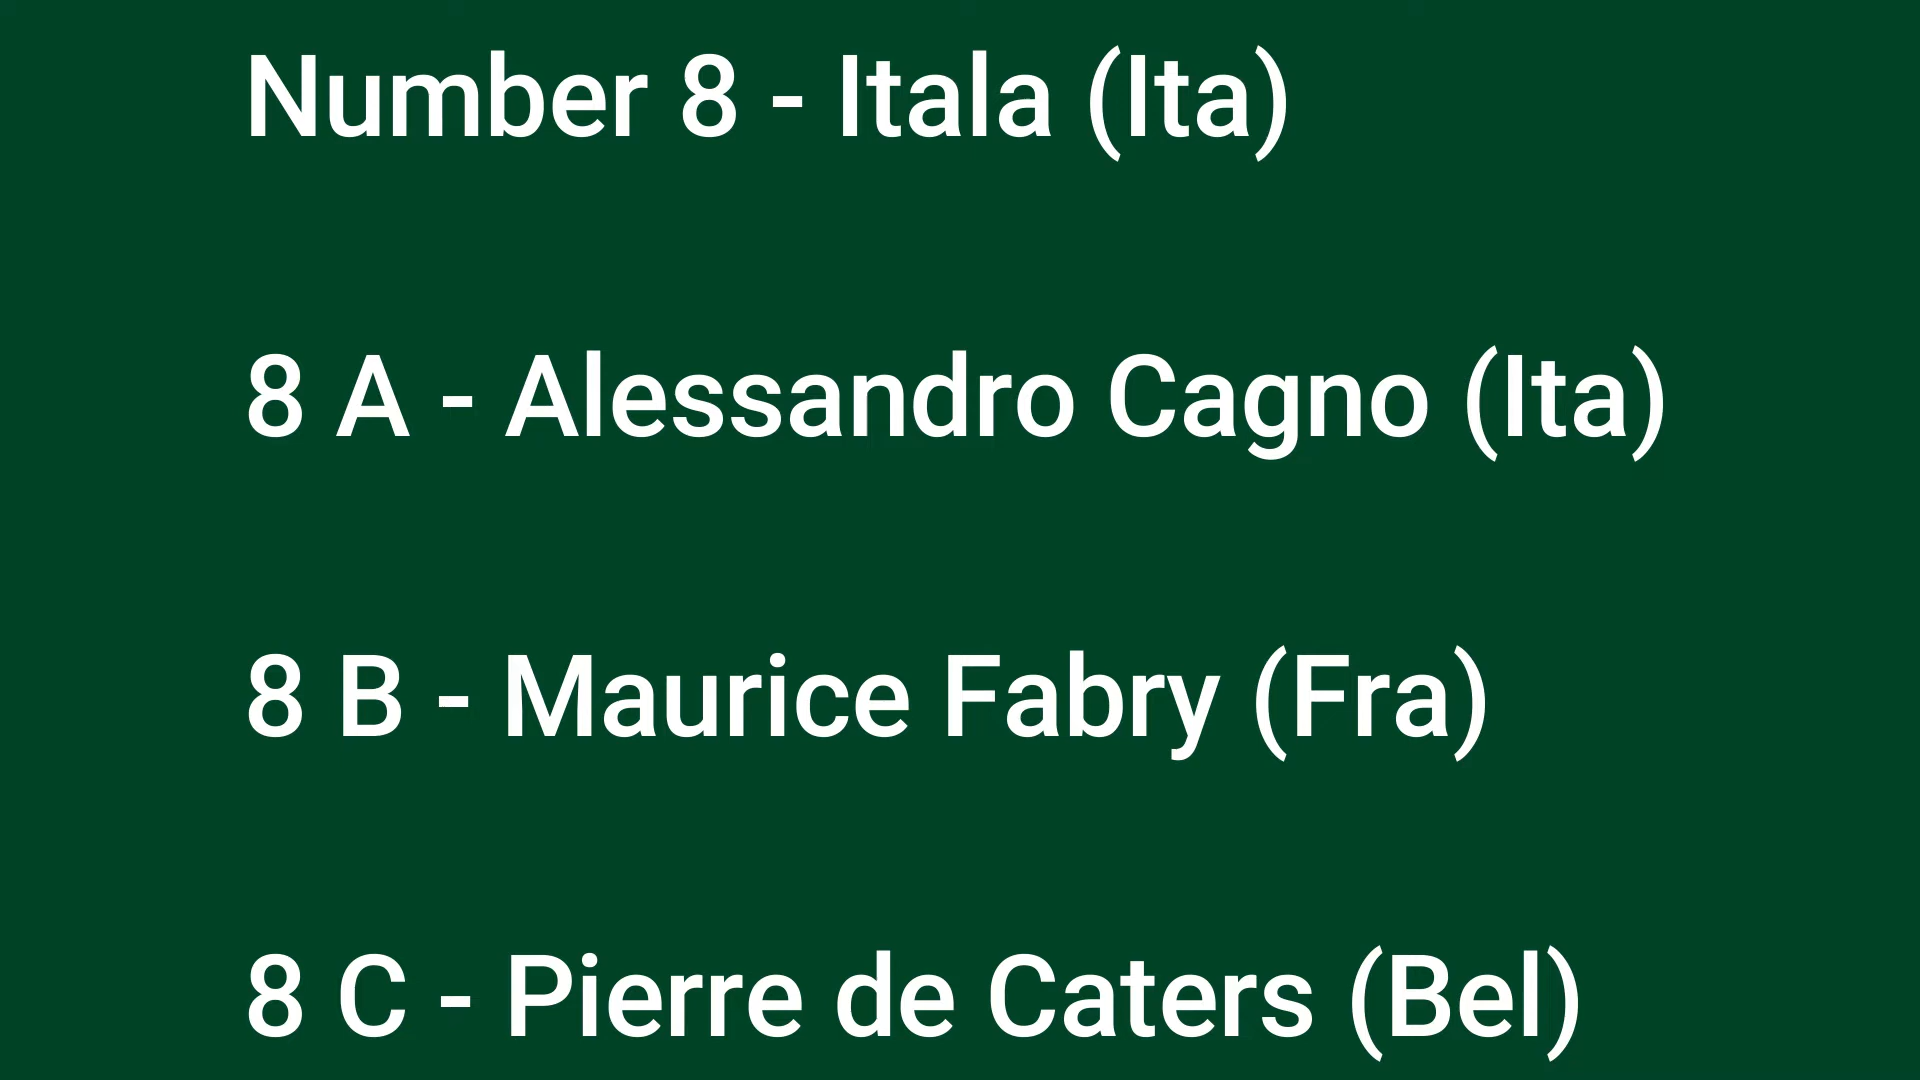 Number 8 - Itala (Ita)
8 A - Alessandro Cagno (Ita)
8 B - Maurice Fabry (Fra)
8 C - Pierre de Caters (Bel)